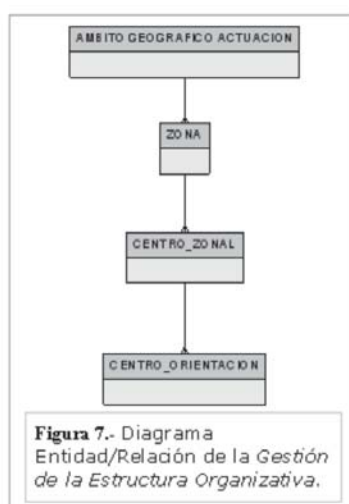 AMBITO GEOGRAFICO ACTUACION
ZONA
CENTRO_ZONAL
CENTRO_ORIENTACION
Figura 7.- Diagrama
Entidad/Relación de la Gestión
de la Estructura Organizativa.